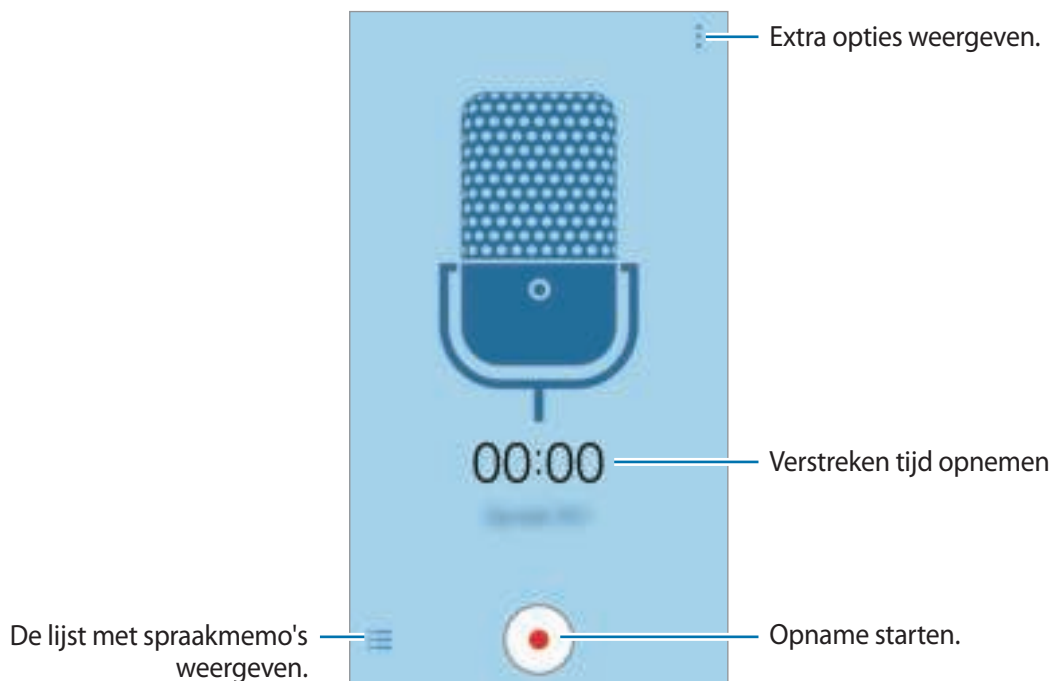 Extra opties weergeven.
00:00
Verstreken tijd opnemen
De lijst met spraakmemo's
weergeven.
Opname starten.